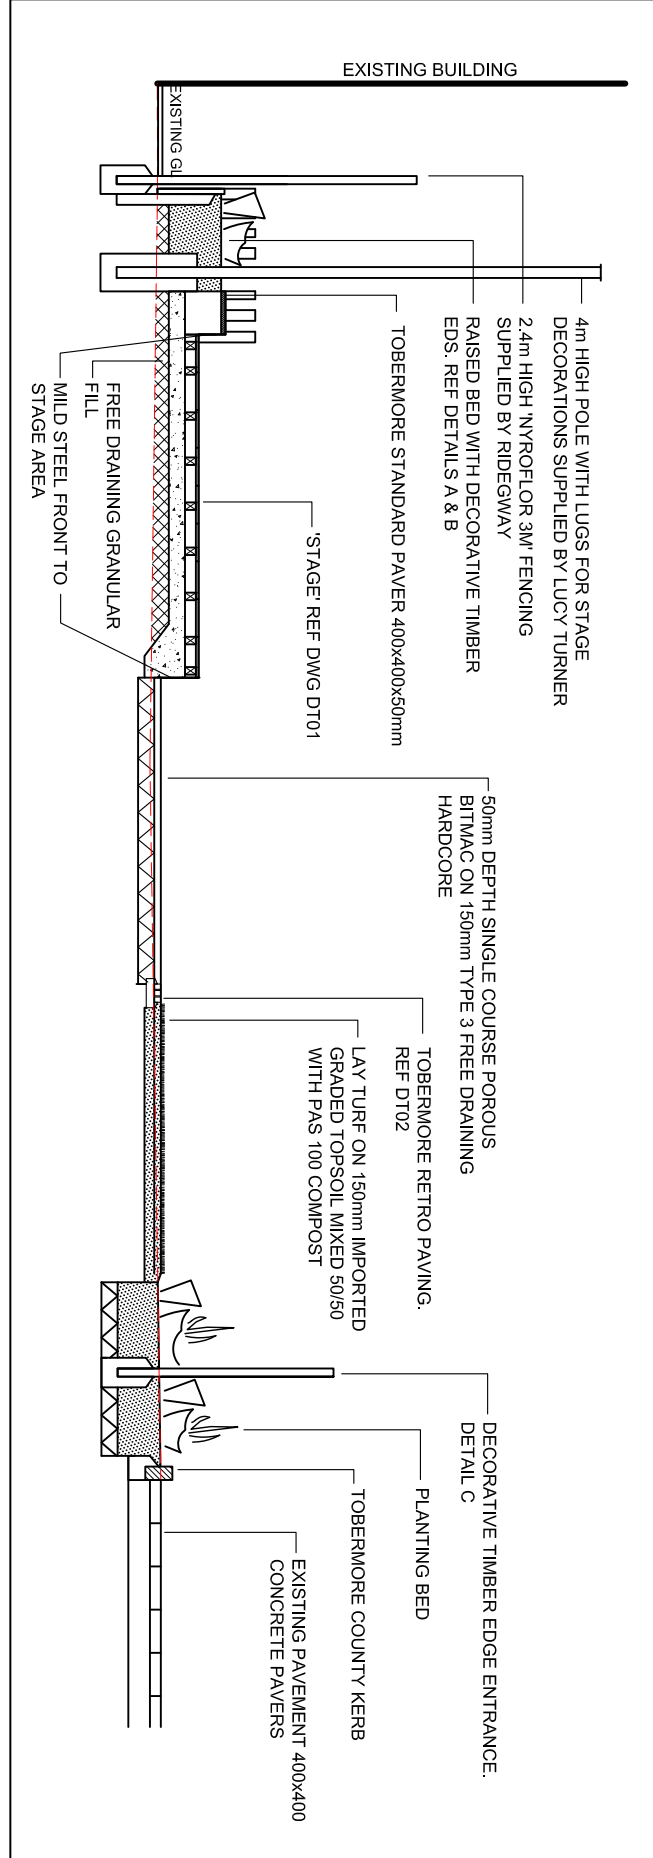 EXISTING BUILDING
EXISTING GL
4m HIGH POLE WITH LUGS FOR STAGE
DECORATIONS SUPPLIED BY LUCY TURNER
2.4m HIGH 'NYROFLOR 3M' FENCING
SUPPLIED BY RIDEGWAY
RAISED BED WITH DECORATIVE TIMBER
EDS. REF DETAILS A & B
TOBERMORE STANDARD PAVER 400x400x50mm
'STAGE' REF DWG DT01
FREE DRAINING GRANULAR
FILL
MILD STEEL FRONT TO
STAGE AREA
50mm DEPTH SINGLE COURSE POROUS
BITMAC ON 150mm TYPE 3 FREE DRAINING
HARDCORE
TOBERMORE RETRO PAVING.
REF DT02
LAY TURF ON 150mm IMPORTED
GRADED TOPSOIL MIXED 50/50
WITH PAS 100 COMPOST
DECORATIVE TIMBER EDGE ENTRANCE.
DETAIL C
PLANTING BED
TOBERMORE COUNTY KERB
EXISTING PAVEMENT 400x400
CONCRETE PAVERS